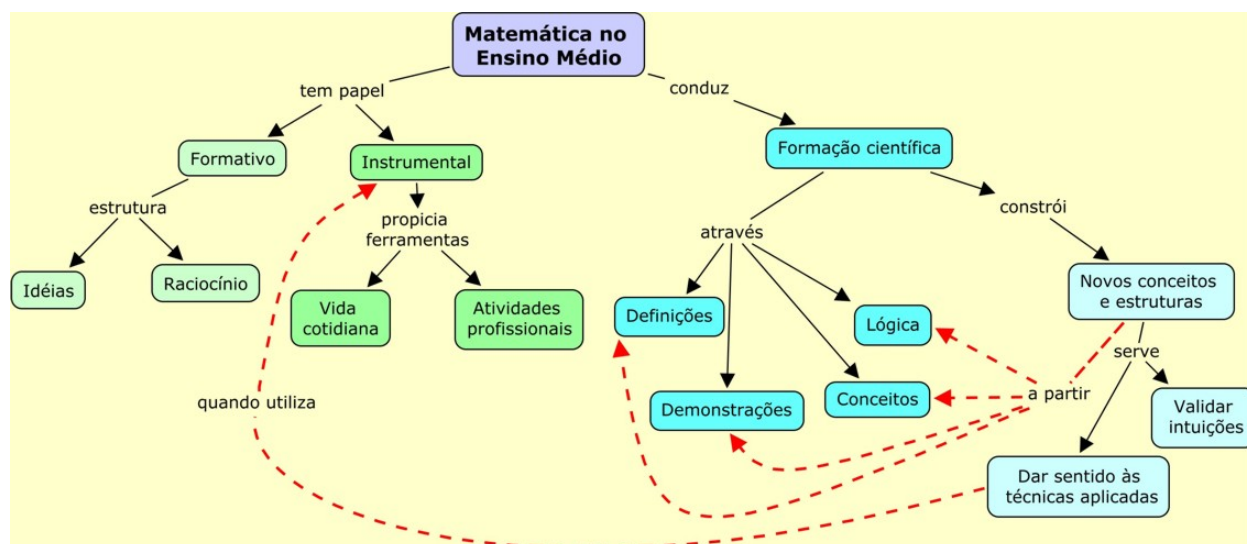 Matemática no
Ensino Médio
tem papel
conduz
Formativo
Instrumental
Formação científica
estrutura
propicia
ferramentas
através
constrói
Idéias
Raciocínio
Vida
cotidiana
Atividades
profissionais
Definições
Lógica
Novos conceitos
e estruturas
serve
quando utiliza
Demonstrações
Conceitos
a partir
Validar
intuições
Dar sentido às
técnicas aplicadas